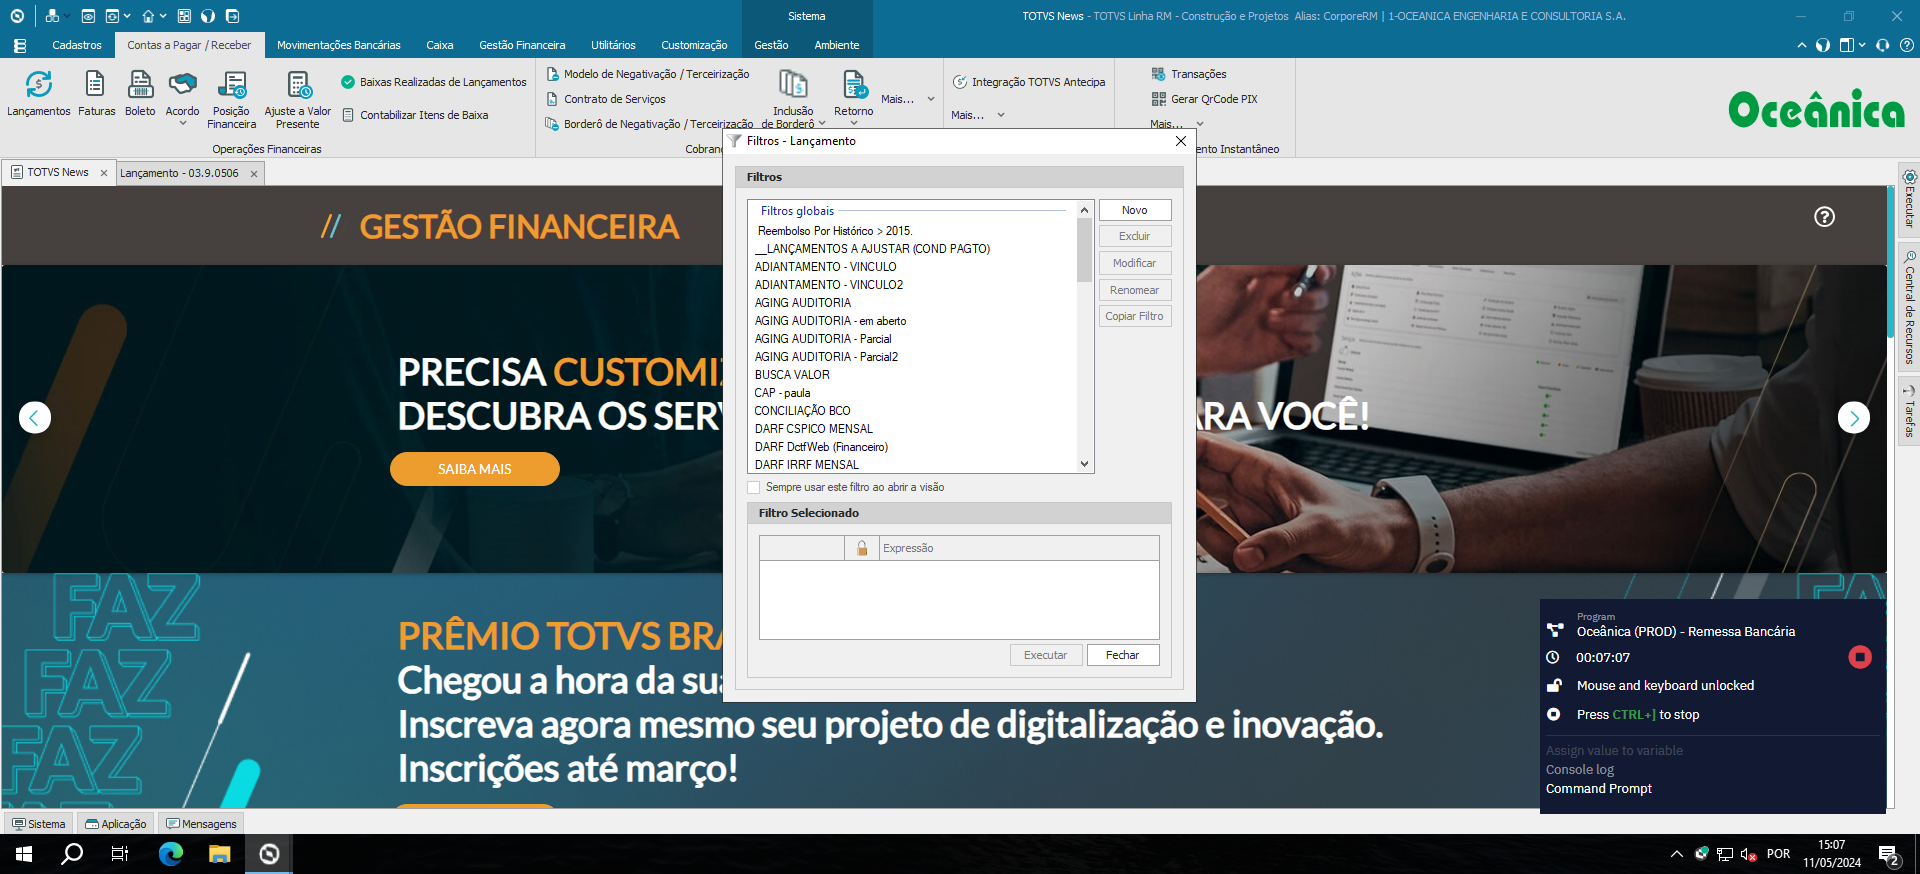 Sistema
TOTVS News - TOTVS Linha RM - Construção e Projetos  Alias: CorporeRM | 1-OCEANICA ENGENHARIA E CONSULTORIA S.A.
Cadastros
Contas a Pagar / Receber
Movimentações Bancárias
Caixa
Gestão Financeira
Utilitários
Customização
Gestão
Ambiente
Lançamentos
Faturas
Boleto
Acordo
Posição
Financeira
Ajuste a Valor
Presente
Baixas Realizadas de Lançamentos
Contabilizar Itens de Baixa
Operações Financeiras
Modelo de Negativação / Terceirização
Contrato de Serviços
Borderô de Negativação / Terceirização
Inclusão
de Borderô
Retorno
Mais...
Cobran
Integração TOTVS Antecipa
Mais...
Transações
Gerar QrCode PIX
Mais...
ento Instantâneo
Oceânica
TOTVS News
Lançamento - 03.9.0506
Executar
Central de Recursos
Tarefas
// GESTÃO FINANCEIRA
PRECISA CUSTOMIZ
DESCUBRA OS SERV
ARA VOCÊ!
SAIBA MAIS
FAZ
FAZ
FAZ
PRÊMIO TOTVS BRA
Chegou a hora da sua
Inscreva agora mesmo seu projeto de digitalização e inovação.
Inscrições até março!
Filtros - Lançamento
Filtros
Filtros globais
Reembolso Por Histórico > 2015.
__LANÇAMENTOS A AJUSTAR (COND PAGTO)
ADIANTAMENTO - VINCULO
ADIANTAMENTO - VINCULO2
AGING AUDITORIA
AGING AUDITORIA - em aberto
AGING AUDITORIA - Parcial
AGING AUDITORIA - Parcial2
BUSCA VALOR
CAP - paula
CONCILIAÇÃO BCO
DARF CSPICO MENSAL
DARF DctfWeb (Financeiro)
DARF IRRF MENSAL
Novo
Excluir
Modificar
Renomear
Copiar Filtro
Sempre usar este filtro ao abrir a visão
Filtro Selecionado
Expressão
Executar
Fechar
Program
Oceânica (PROD) - Remessa Bancária
00:07:07
Mouse and keyboard unlocked
Press CTRL+] to stop
Assign value to variable
Console log
Command Prompt
Sistema
Aplicação
Mensagens
POR
15:07
11/05/2024
2